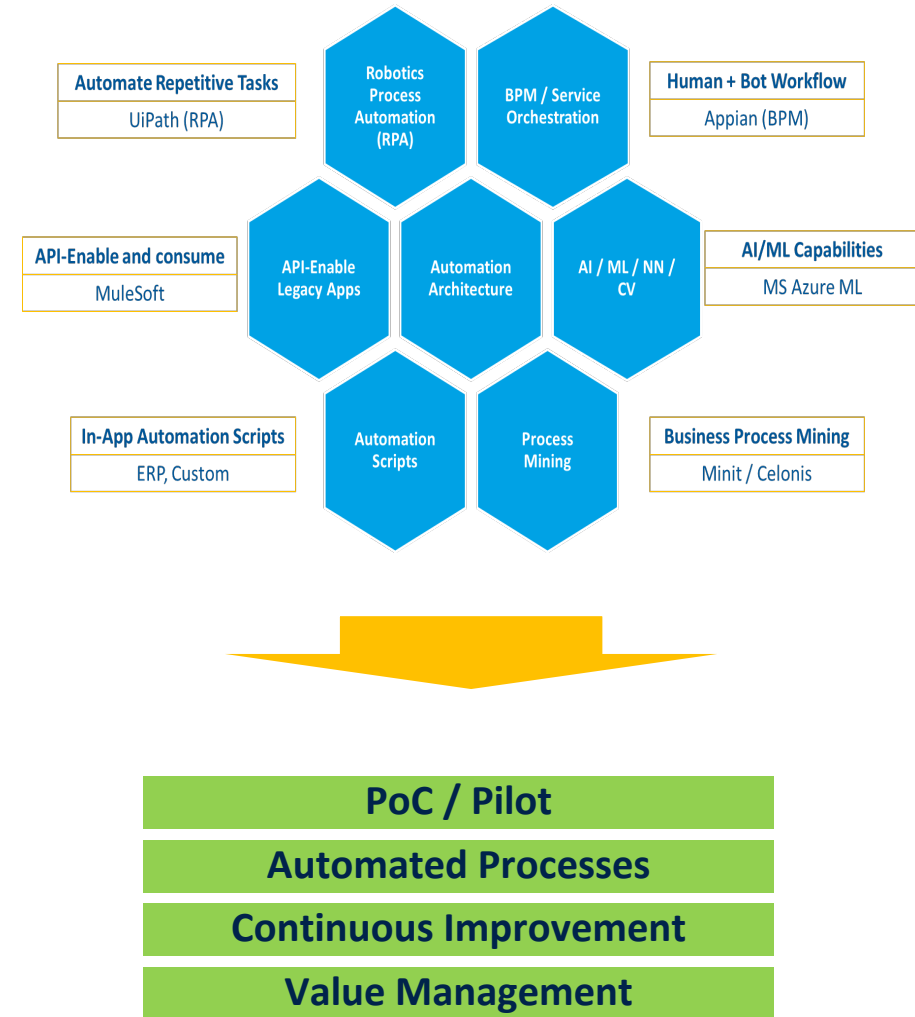 Automate Repetitive Tasks
UiPath (RPA)
Robotics
Process
Automation
(RPA)
BPM / Service
Orchestration
Human + Bot Workflow
Appian (BPM)
API-Enable and consume
MuleSoft
API-Enable
Legacy Apps
Automation
Architecture
AI / ML / NN /
CV
AI/ML Capabilities
MS Azure ML
In-App Automation Scripts
ERP, Custom
Automation
Scripts
Process
Mining
Business Process Mining
Minit / Celonis
PoC / Pilot
Automated Processes
Continuous Improvement
Value Management